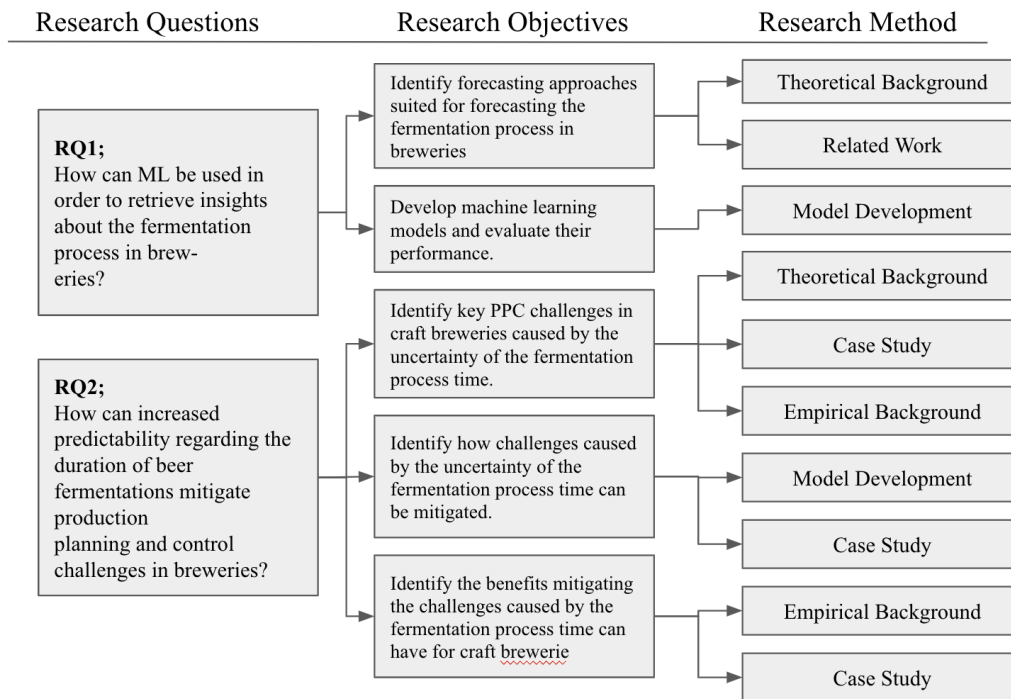 Research Questions
Research Objectives
Research Method
RQ1;
How can ML be used in
order to retrieve insights
about the fermentation
process in brew-
eries?
RQ2;
How can increased
predictability regarding the
duration of beer
fermentations mitigate
production
planning and control
challenges in breweries?
Identify forecasting approaches
suited for forecasting the
fermentation process in
breweries
Develop machine learning
models and evaluate their
performance.
Identify key PPC challenges in
craft breweries caused by the
uncertainty of the fermentation
process time.
Identify how challenges caused
by the uncertainty of the
fermentation process time can
be mitigated.
Identify the benefits mitigating
the challenges caused by the
fermentation process time can
have for craft brewerie
Theoretical Background
Related Work
Model Development
Theoretical Background
Case Study
Empirical Background
Model Development
Case Study
Empirical Background
Case Study